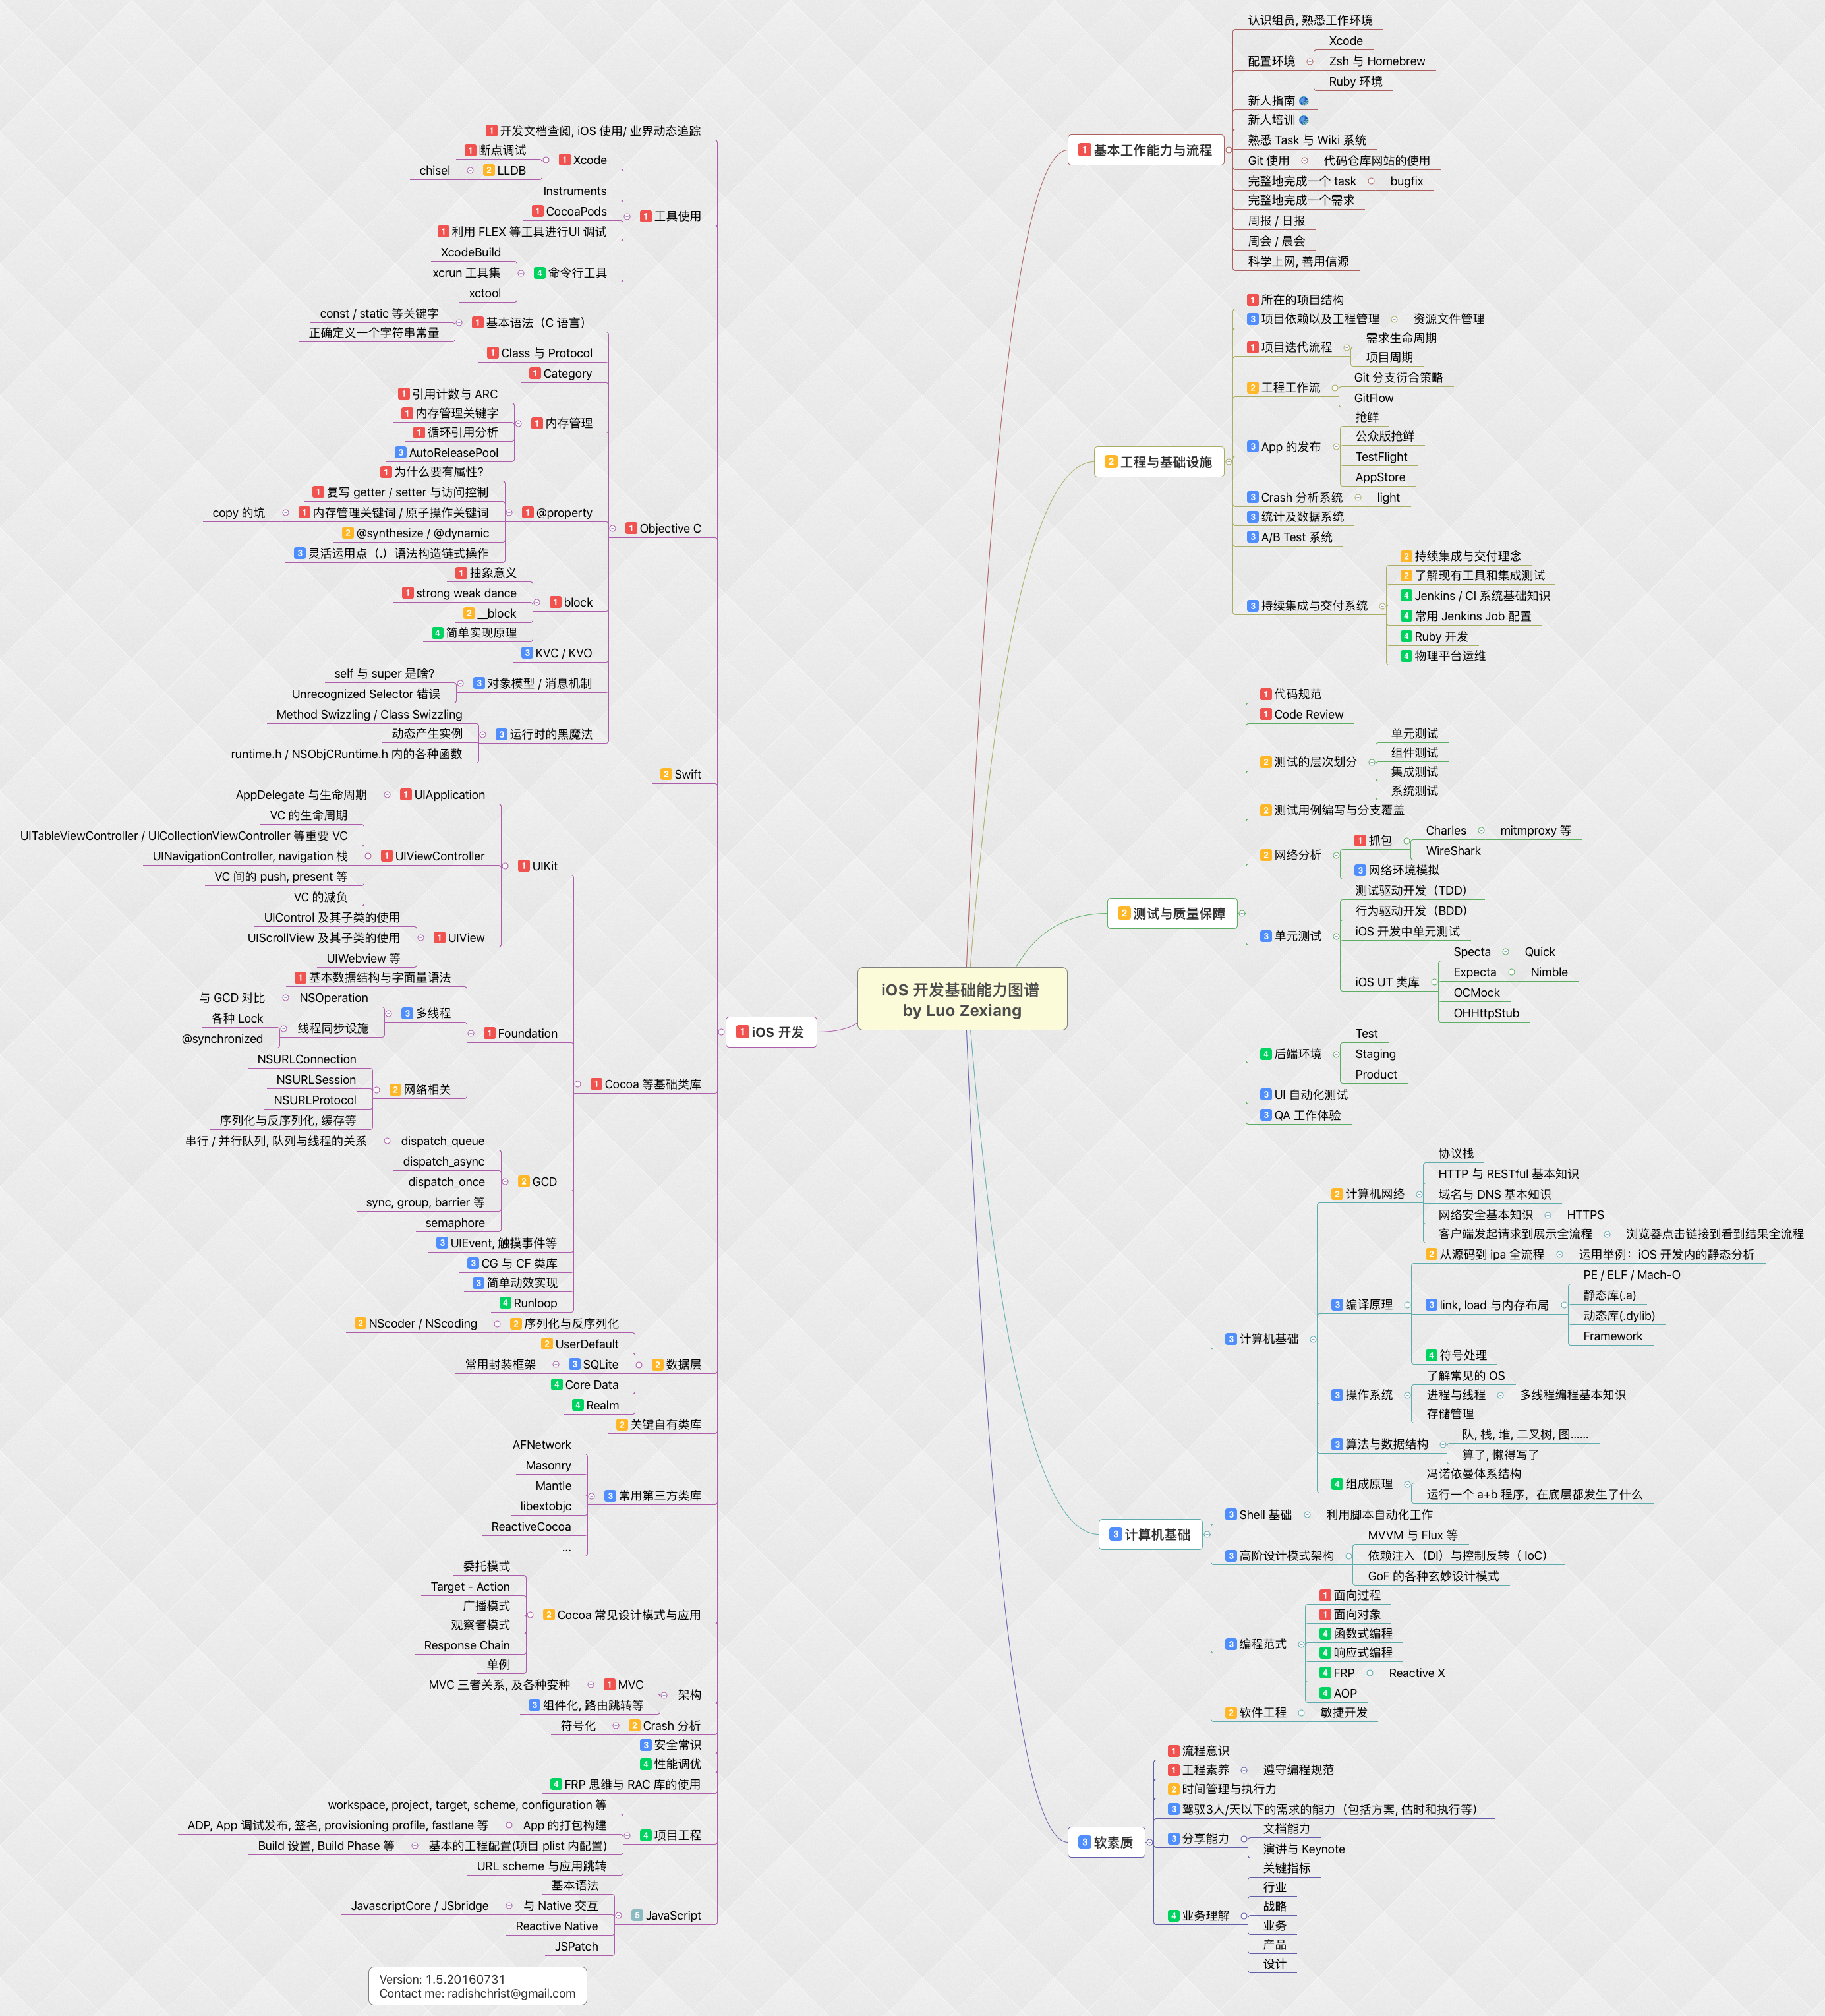 iOS 开发基础能力图谱
by Luo Zexiang
1 基本工作能力与流程
认识组员, 熟悉工作环境
配置环境
Xcode
Zsh 与 Homebrew
Ruby 环境
新人指南
新人培训
熟悉 Task 与 Wiki 系统
Git 使用
代码仓库网站的使用
完整地完成一个 task
bugfix
完整地完成一个需求
周报 / 日报
周会 / 晨会
科学上网, 善用信源
2 工程与基础设施
1 所在的项目结构
3 项目依赖以及工程管理
资源文件管理
1 项目迭代流程
需求生命周期
项目周期
2 工程工作流
Git 分支衍合策略
GitFlow
3 App 的发布
抢鲜
公众版抢鲜
TestFlight
AppStore
3 Crash 分析系统
light
3 统计及数据系统
3 A/B Test 系统
3 持续集成与交付系统
2 持续集成与交付理念
2 了解现有工具和集成测试
4 Jenkins / CI 系统基础知识
4 常用 Jenkins Job 配置
4 Ruby 开发
4 物理平台运维
2 测试与质量保障
1 代码规范
1 Code Review
2 测试的层次划分
单元测试
组件测试
集成测试
系统测试
2 测试用例编写与分支覆盖
2 网络分析
1 抓包
Charles
mitmproxy 等
WireShark
3 网络环境模拟
3 单元测试
测试驱动开发（TDD）
行为驱动开发（BDD）
iOS 开发中单元测试
iOS UT 类库
Specta
Quick
Expecta
Nimble
OCMock
OHHttpStub
4 后端环境
Test
Staging
Product
3 UI 自动化测试
3 QA 工作体验
3 计算机基础
3 计算机基础
2 计算机网络
协议栈
HTTP 与 RESTful 基本知识
域名与 DNS 基本知识
网络安全基本知识
HTTPS
客户端发起请求到展示全流程
浏览器点击链接到看到结果全流程
3 编译原理
2 从源码到 ipa 全流程
运用举例：iOS 开发内的静态分析
3 link, load 与内存布局
PE / ELF / Mach-O
静态库(.a)
动态库(.dylib)
Framework
4 符号处理
3 操作系统
了解常见的 OS
进程与线程
多线程编程基本知识
存储管理
3 算法与数据结构
队, 栈, 堆, 二叉树, 图......
算了, 懒得写了
4 组成原理
冯诺依曼体系结构
运行一个 a+b 程序，在底层都发生了什么
3 Shell 基础
利用脚本自动化工作
3 高阶设计模式架构
MVVM 与 Flux 等
依赖注入（DI）与控制反转（ IoC）
GoF 的各种玄妙设计模式
3 编程范式
1 面向过程
1 面向对象
4 函数式编程
4 响应式编程
4 FRP
Reactive X
4 AOP
2 软件工程
敏捷开发
3 软素质
1 流程意识
1 工程素养
遵守编程规范
2 时间管理与执行力
3 驾驭3人/天以下的需求的能力（包括方案, 估时和执行等）
3 分享能力
文档能力
演讲与 Keynote
4 业务理解
关键指标
行业
战略
业务
产品
设计
1 iOS 开发
1 开发文档查阅, iOS 使用/ 业界动态追踪
1 工具使用
1 Xcode
1 断点调试
2 LLDB
chisel
Instruments
1 CocoaPods
1 利用 FLEX 等工具进行UI 调试
4 命令行工具
XcodeBuild
xcrun 工具集
xctool
1 Objective C
1 基本语法（C 语言）
const / static 等关键字
正确定义一个字符串常量
1 Class 与 Protocol
1 Category
1 内存管理
1 引用计数与 ARC
1 内存管理关键字
1 循环引用分析
3 AutoReleasePool
1 @property
1 为什么要有属性?
1 复写 getter / setter 与访问控制
1 内存管理关键词 / 原子操作关键词
copy 的坑
2 @synthesize / @dynamic
3 灵活运用点（.）语法构造链式操作
1 block
1 抽象意义
1 strong weak dance
2 __block
4 简单实现原理
3 KVC / KVO
3 对象模型 / 消息机制
self 与 super 是啥?
Unrecognized Selector 错误
3 运行时的黑魔法
Method Swizzling / Class Swizzling
动态产生实例
runtime.h / NSObjCRuntime.h 内的各种函数
2 Swift
1 Cocoa 等基础类库
1 UIKit
1 UIApplication
AppDelegate 与生命周期
1 UIViewController
VC 的生命周期
UITableViewController / UICollectionViewController 等重要 VC
UINavigationController, navigation 栈
VC 间的 push, present 等
VC 的减负
1 UIView
UIControl 及其子类的使用
UIScrollView 及其子类的使用
UIWebview 等
1 Foundation
1 基本数据结构与字面量语法
3 多线程
NSOperation
与 GCD 对比
线程同步设施
各种 Lock
@synchronized
2 网络相关
NSURLConnection
NSURLSession
NSURLProtocol
序列化与反序列化, 缓存等
2 GCD
dispatch_queue
串行 / 并行队列, 队列与线程的关系
dispatch_async
dispatch_once
sync, group, barrier 等
semaphore
3 UIEvent, 触摸事件等
3 CG 与 CF 类库
3 简单动效实现
4 Runloop
2 数据层
2 序列化与反序列化
2 NScoder / NScoding
2 UserDefault
3 SQLite
常用封装框架
4 Core Data
4 Realm
2 关键自有类库
3 常用第三方类库
AFNetwork
Masonry
Mantle
libextobjc
ReactiveCocoa
...
2 Cocoa 常见设计模式与应用
委托模式
Target - Action
广播模式
观察者模式
Response Chain
单例
架构
1 MVC
MVC 三者关系, 及各种变种
3 组件化, 路由跳转等
2 Crash 分析
符号化
3 安全常识
4 性能调优
4 FRP 思维与 RAC 库的使用
4 项目工程
workspace, project, target, scheme, configuration 等
App 的打包构建
ADP, App 调试发布, 签名, provisioning profile, fastlane 等
基本的工程配置(项目 plist 内配置)
Build 设置, Build Phase 等
URL scheme 与应用跳转
5 JavaScript
基本语法
与 Native 交互
JavascriptCore / JSbridge
Reactive Native
JSPatch
Version: 1.5.20160731
Contact me: radishchrist@gmail.com